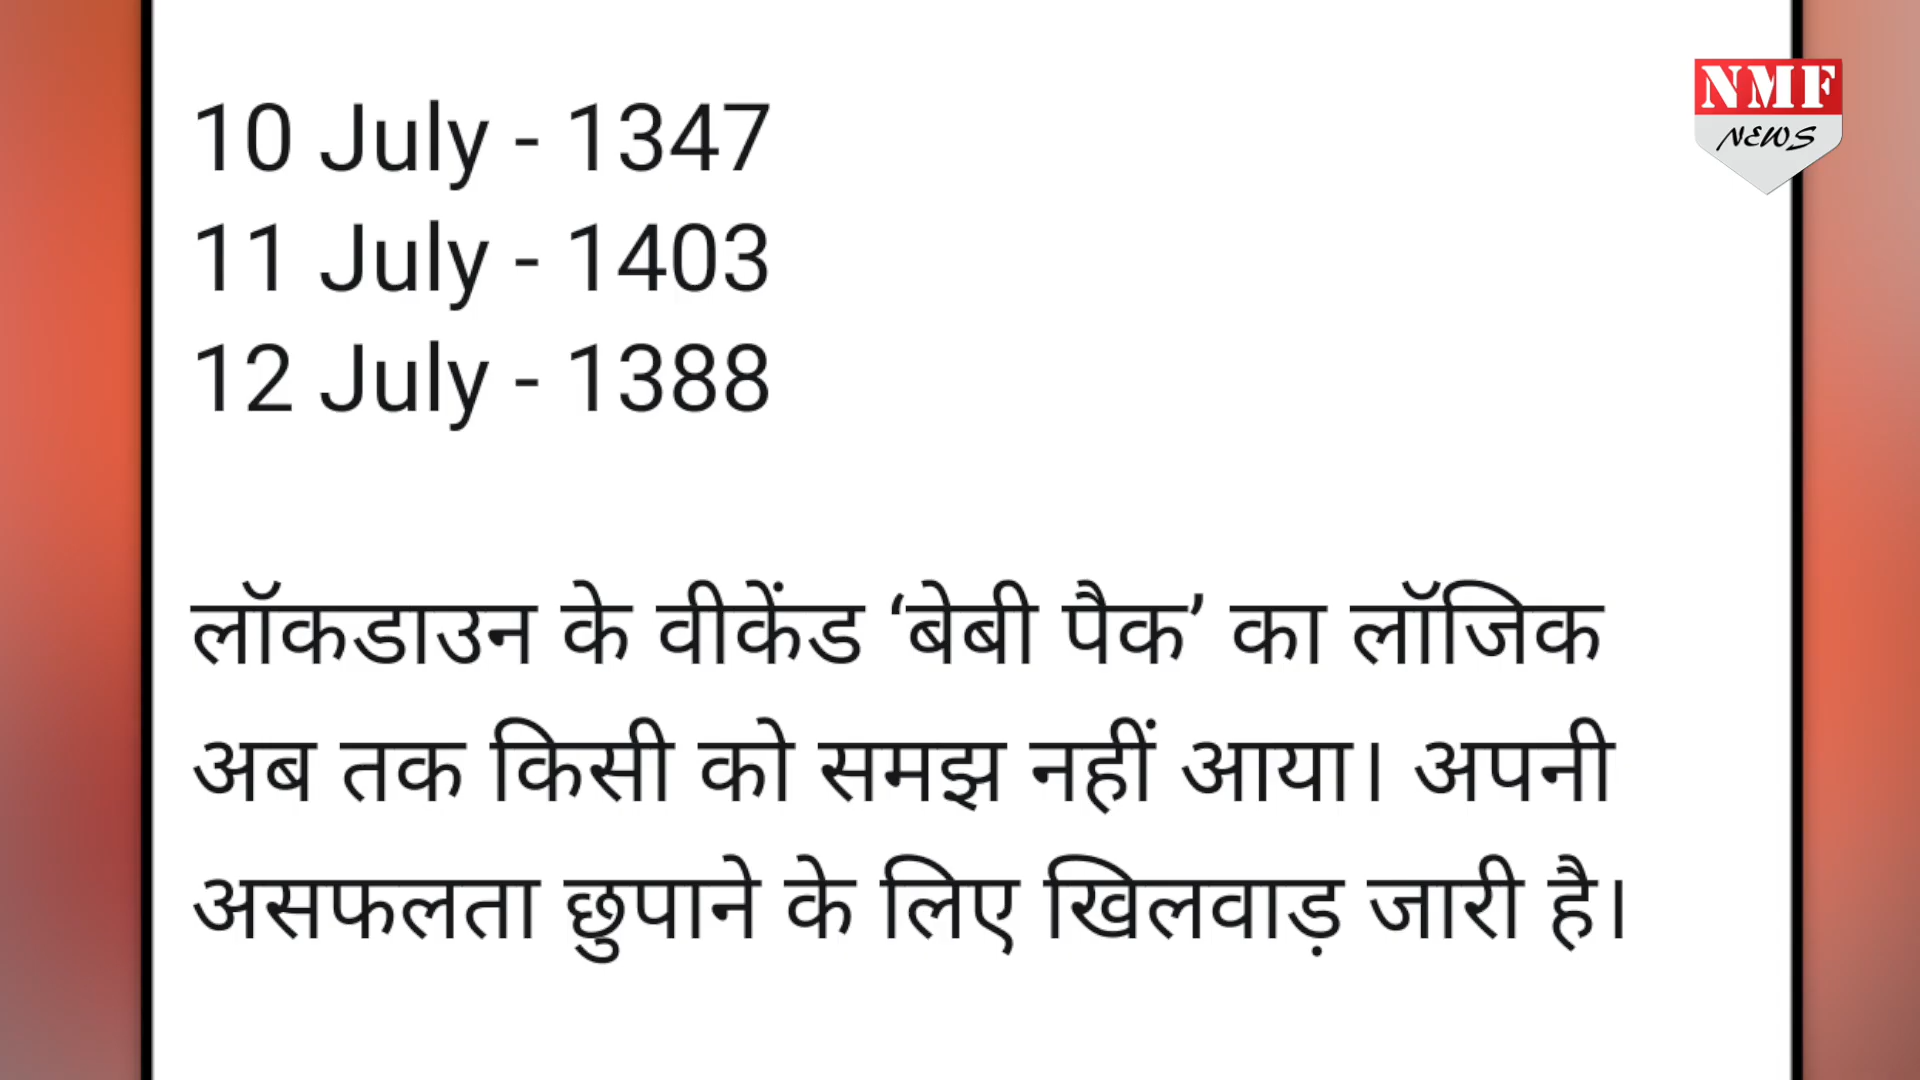 NMF
NEWS
10 July - 1347
11 July - 1403
12 July - 1388
लॉकडाउन के वीकेंड ‘बेबी पैक’ का लॉजिक
अब तक किसी को समझ नहीं आया। अपनी
असफलता छुपाने के लिए खिलवाड़ जारी है।